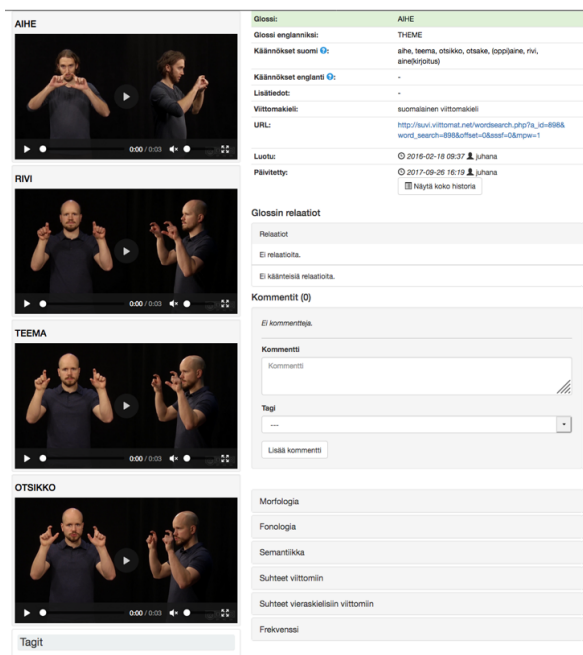 AIHE
0:00 / 0:03
RIVI
0:00 / 0:03
TEEMA
0:00 / 0:03
OTSIKKO
0:00 / 0:03
Tagit
Glossi: AIHE
Glossi englanniksi: THEME
Käännökset suomi ?: aihe, teema, otsikko, otsake, (oppi)aine, rivi,
aine(kirjoitus)
Käännökset englanti ?: -
Lisätiedot: -
Viittomakieli: suomalainen viittomakieli
URL: http://suvi.viittomat.net/wordsearch.php?a_id=898&
word_search=898&offset=0&assf=0&mpw=1
Luotu: 2016-02-18 09:37 juhana
Päivitetty: 2017-09-26 16:19 juhana
Näytä koko historia
Glossin relaatiot
Relaatiot
Ei relaatioita.
Ei käänteisiä relaatioita.
Kommentit (0)
Ei kommentteja.
Kommentti
Kommentti
Tagi
---
Lisää kommentti
Morfologia
Fonologia
Semantiikka
Suhteet viittomiin
Suhteet vieraskielisiin viittomiin
Frekvenssi